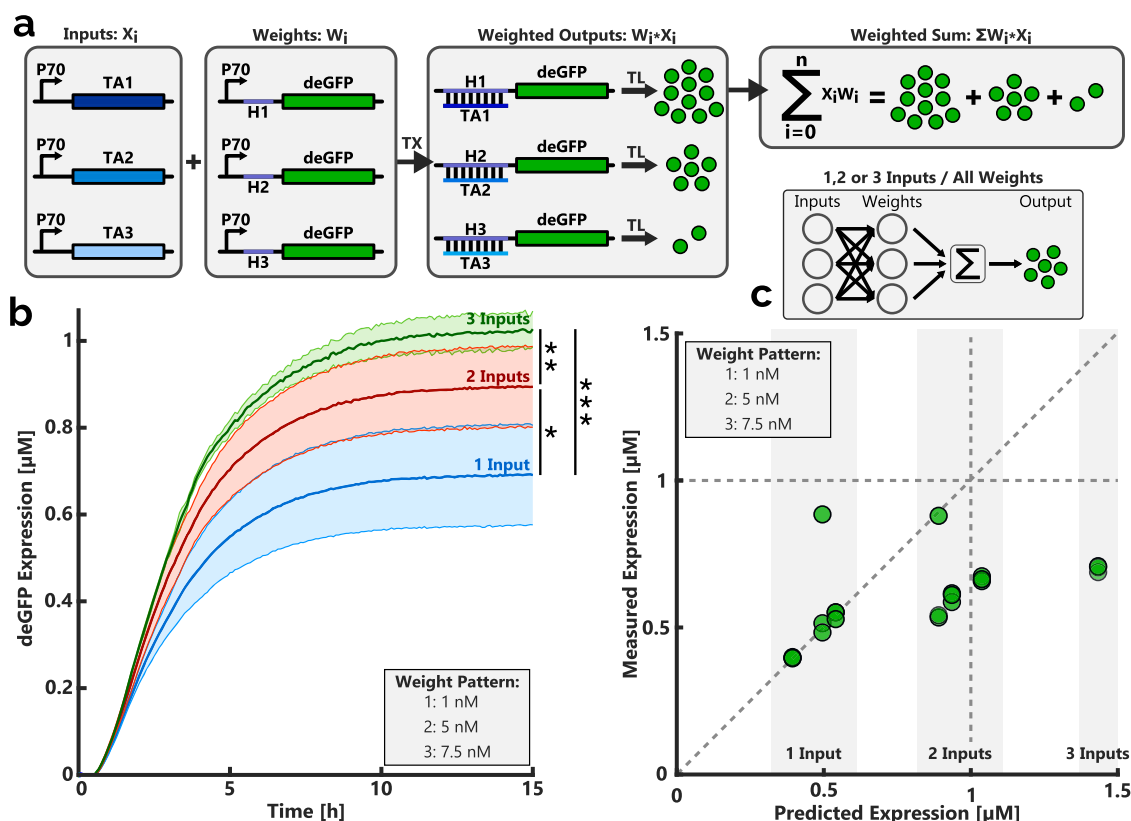 a
Inputs: Xi
Weights: Wi
Weighted Outputs: Wi*Xi
Weighted Sum: ΣWi*Xi
P70
TA1
P70
TA2
P70
TA3
+
P70
deGFP
H1
P70
deGFP
H2
P70
deGFP
H3
TX
H1
deGFP
TA1
TL
H2
deGFP
TA2
TL
H3
deGFP
TA3
TL
n
∑ XiWi = + +
i=0
1,2 or 3 Inputs / All Weights
Inputs
Weights
Output
Σ
b
deGFP Expression [µM]
1
0.8
0.6
0.4
0.2
0
0
5
10
15
Time [h]
3 Inputs
2 Inputs
1 Input
**
*
***
Weight Pattern:
1: 1 nM
2: 5 nM
3: 7.5 nM
c
Measured Expression [µM]
1.5
1
0.5
0
Weight Pattern:
1: 1 nM
2: 5 nM
3: 7.5 nM
1 Input
2 Inputs
3 Inputs
0
0.5
1
1.5
Predicted Expression [µM]